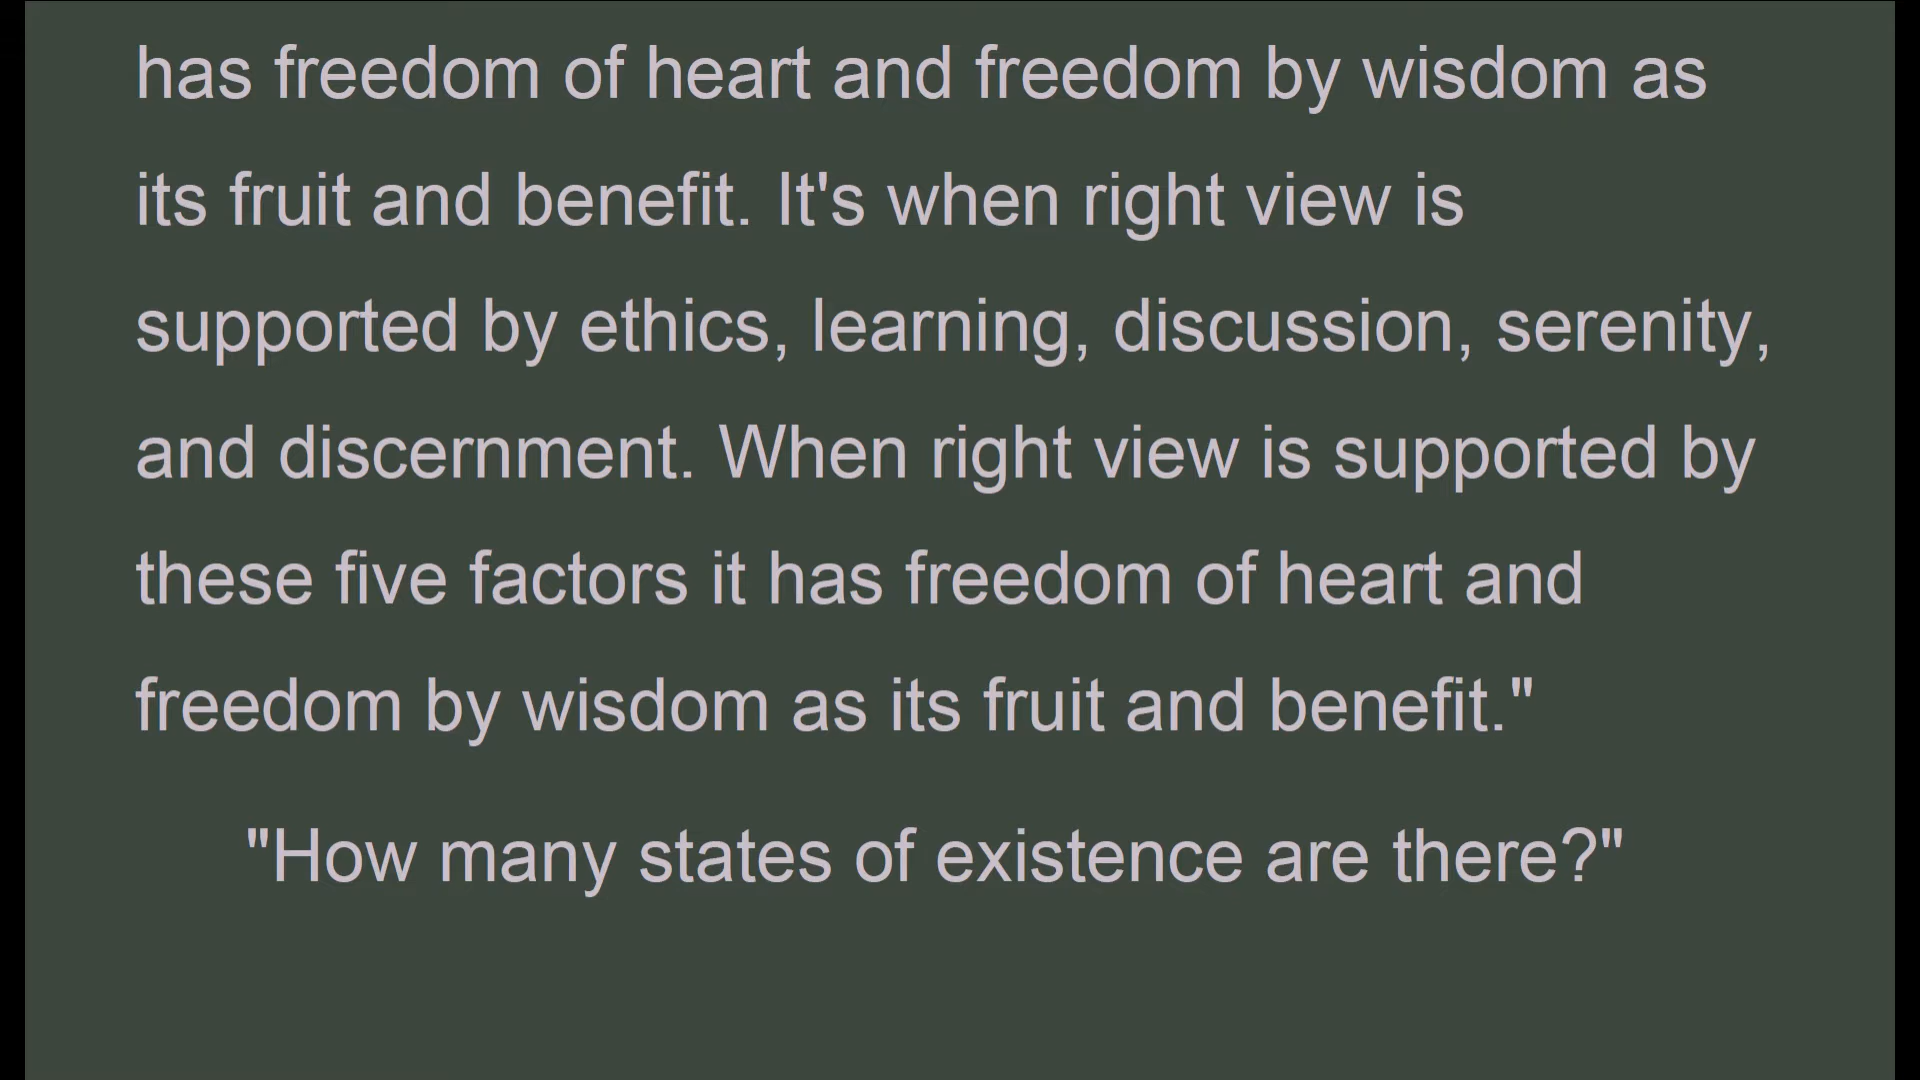 has freedom of heart and freedom by wisdom as
its fruit and benefit. It's when right view is
supported by ethics, learning, discussion, serenity,
and discernment. When right view is supported by
these five factors it has freedom of heart and
freedom by wisdom as its fruit and benefit."
"How many states of existence are there?"